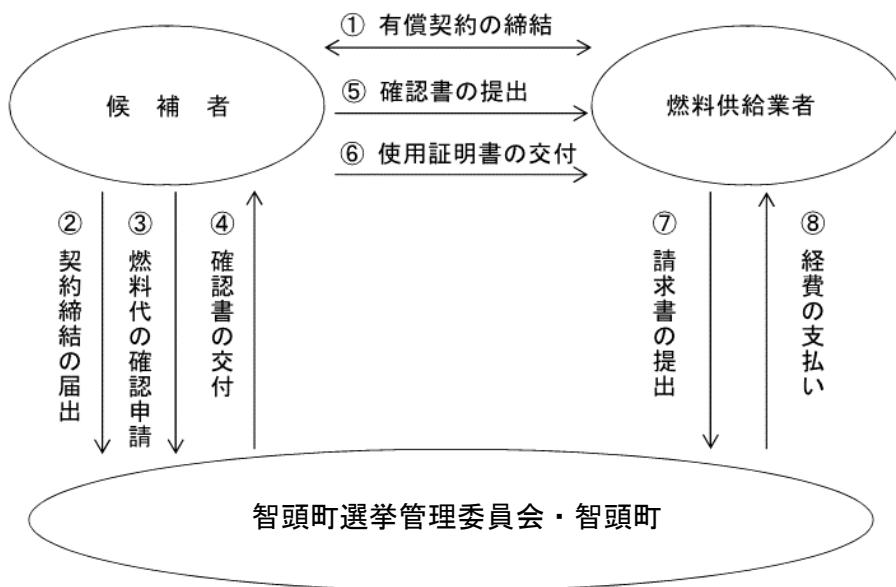 ① 有償契約の締結
候 補 者
⑤ 確認書の提出
燃料供給業者
⑥ 使用証明書の交付
② 契約締結の届出
③ 燃料代の確認申請
④ 確認書の交付
⑦ 請求書の提出
⑧ 経費の支払い
智頭町選挙管理委員会・智頭町